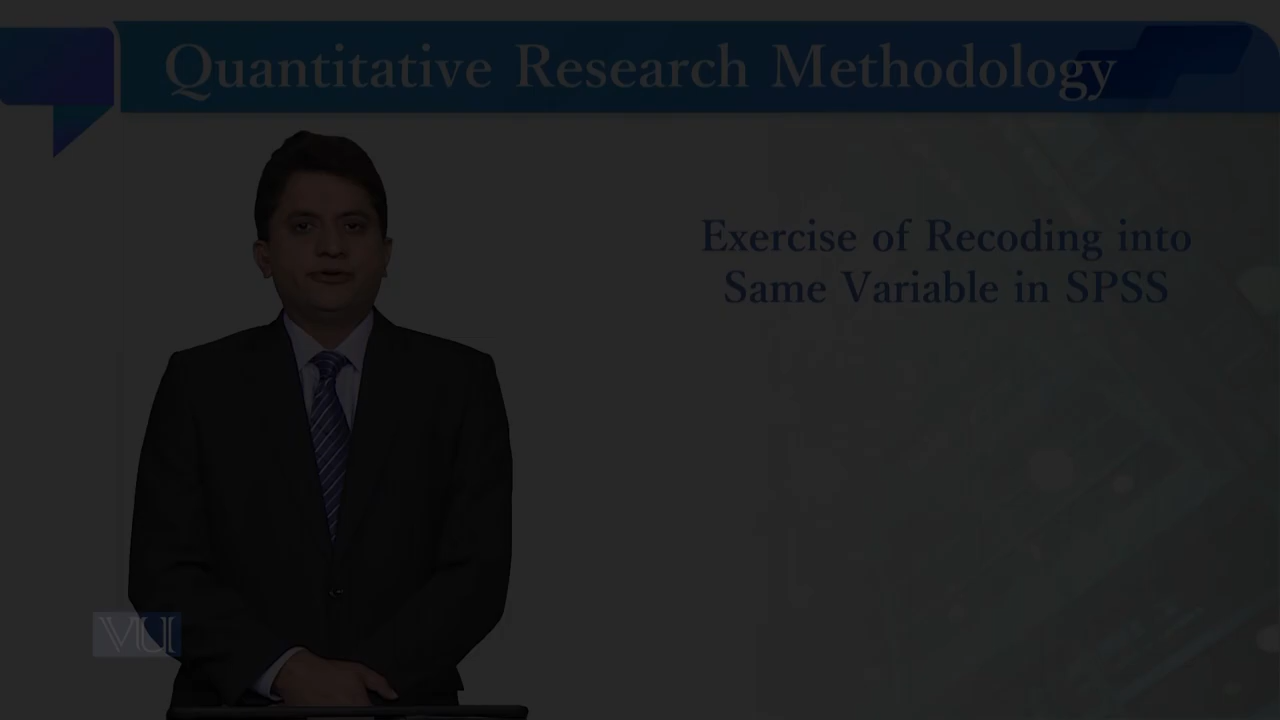 Quantitative Research Methodology
Exercise of Recoding into
Same Variable in SPSS
VU